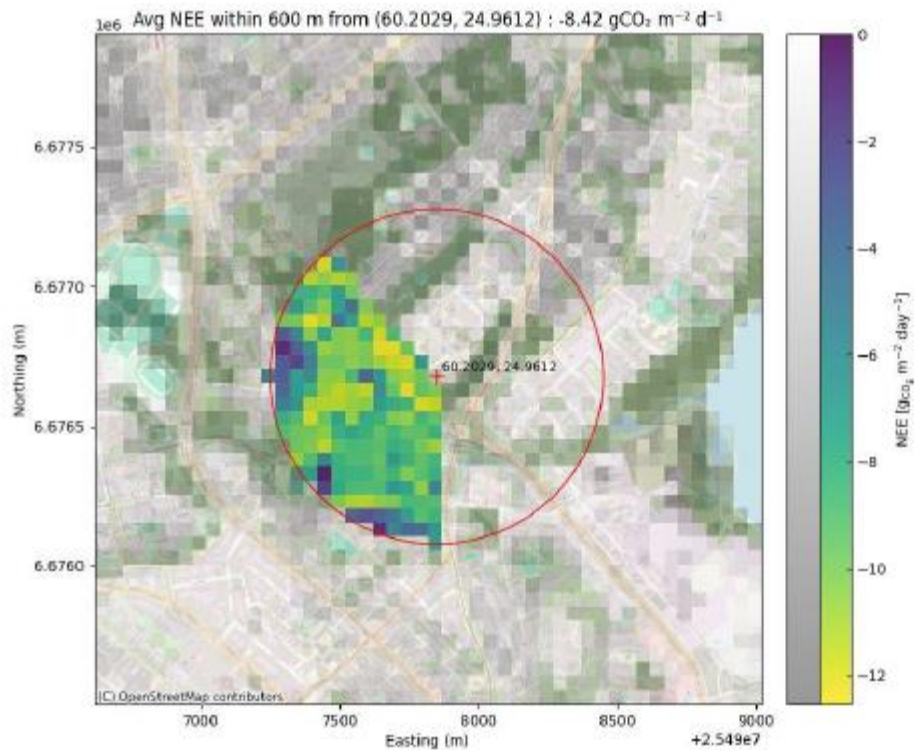 Avg NEE within 600 m from (60.2029, 24.9612) : -8.42 gCO₂ m⁻² d⁻¹
1e6
6.6775
6.6770
6.6765
6.6760
Northing (m)
60.2029, 24.9612
(C) OpenStreetMap contributors
7000
7500
8000
8500
9000
+2.549e7
Easting (m)
0
−2
−4
−6
−8
−10
−12
NEE [g_CO₂ m⁻² day⁻¹]